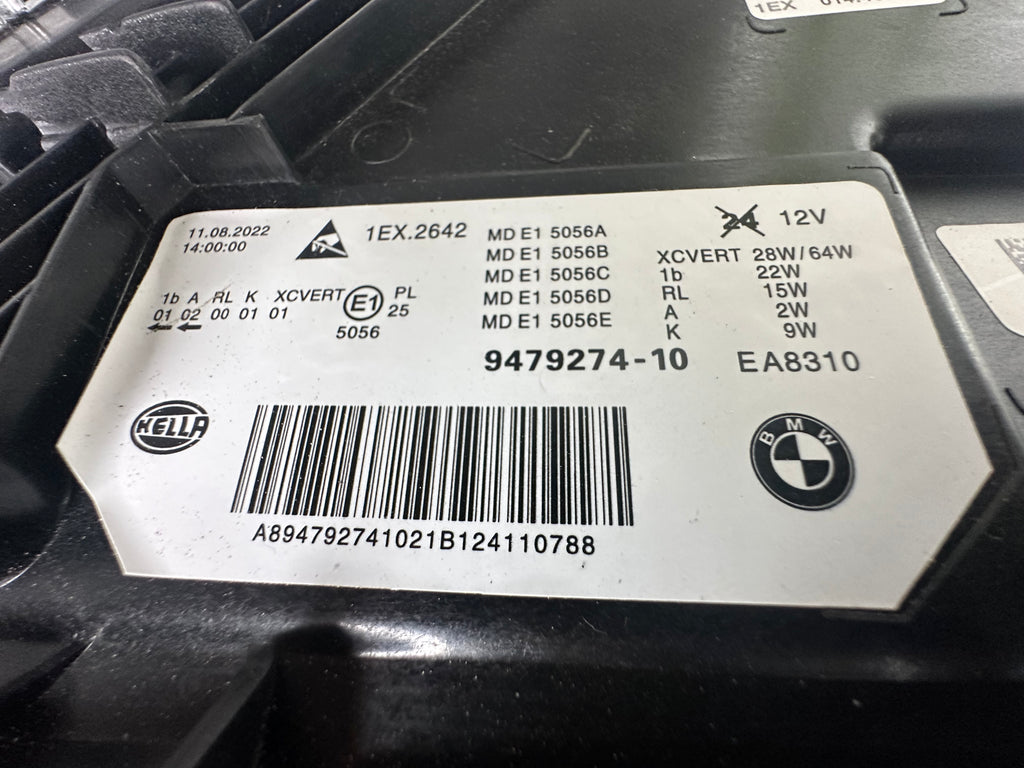 1EX
11.08.2022
14:00:00
1EX.2642
MD E1 5056A
MD E1 5056B
MD E1 5056C
MD E1 5056D
MD E1 5056E
24 12V
XCVERT 28W/64W
1b 22W
RL 15W
A 2W
K 9W
1b A RL K XCVERT
01 02 00 01 01
E1
5056
PL
25
9479274-10 EA8310
HELLA
BMW
A894792741021B124110788